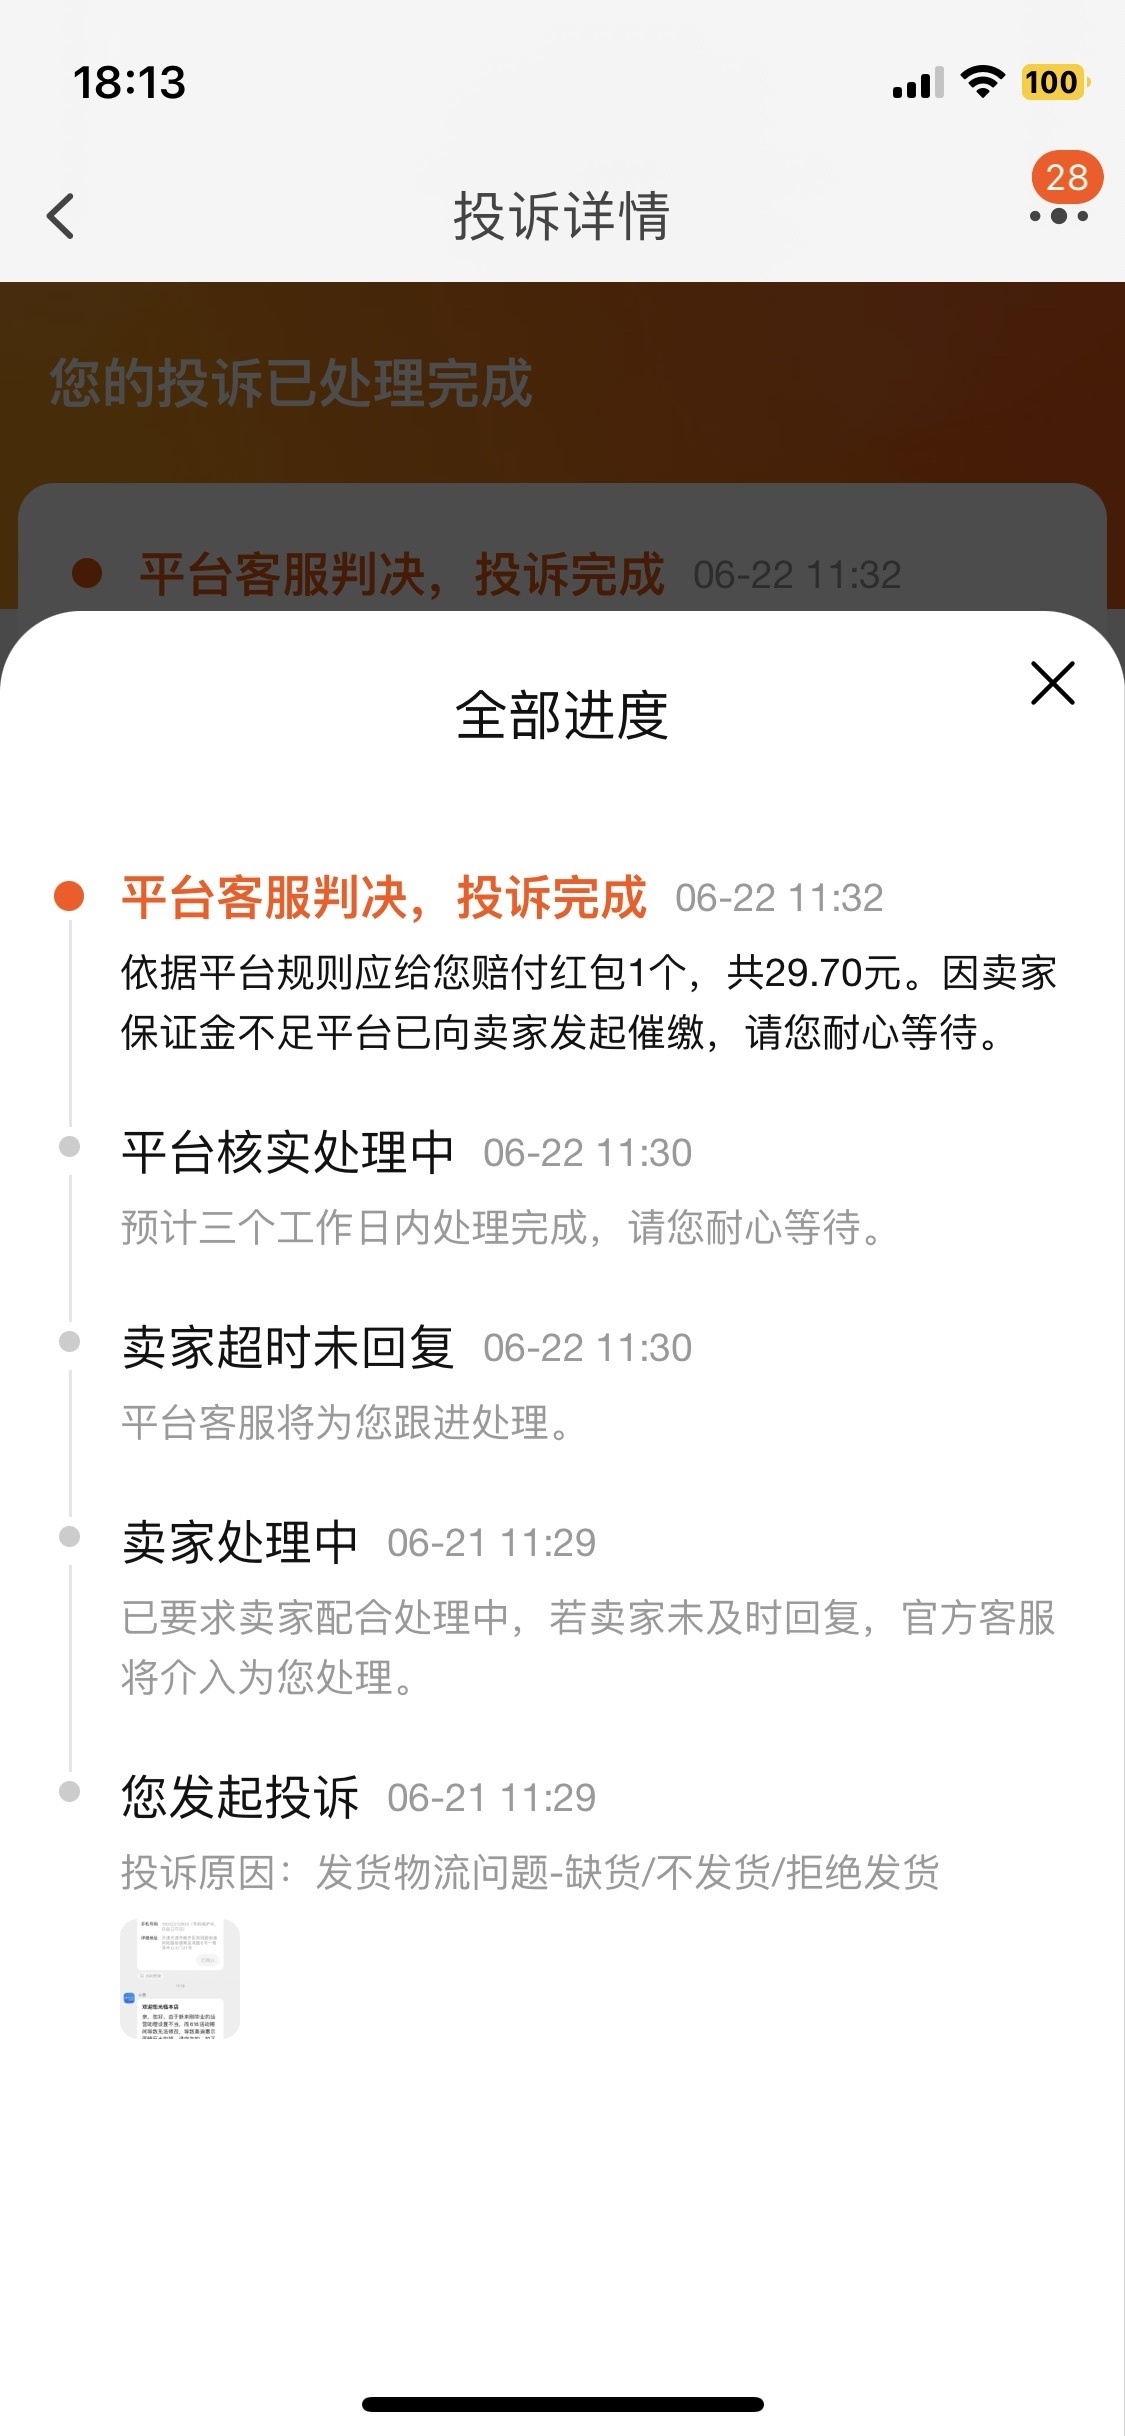 18:13
100
28
投诉详情
您的投诉已处理完成
平台客服判决，投诉完成 06-22 11:32
全部进度
平台客服判决，投诉完成 06-22 11:32
依据平台规则应给您赔付红包1个，共29.70元。因卖家
保证金不足平台已向卖家发起催缴，请您耐心等待。
平台核实处理中 06-22 11:30
预计三个工作日内处理完成，请您耐心等待。
卖家超时未回复 06-22 11:30
平台客服将为您跟进处理。
卖家处理中 06-21 11:29
已要求卖家配合处理中，若卖家未及时回复，官方客服
将介入为您处理。
您发起投诉 06-21 11:29
投诉原因：发货物流问题-缺货/不发货/拒绝发货
欢迎您光临本店